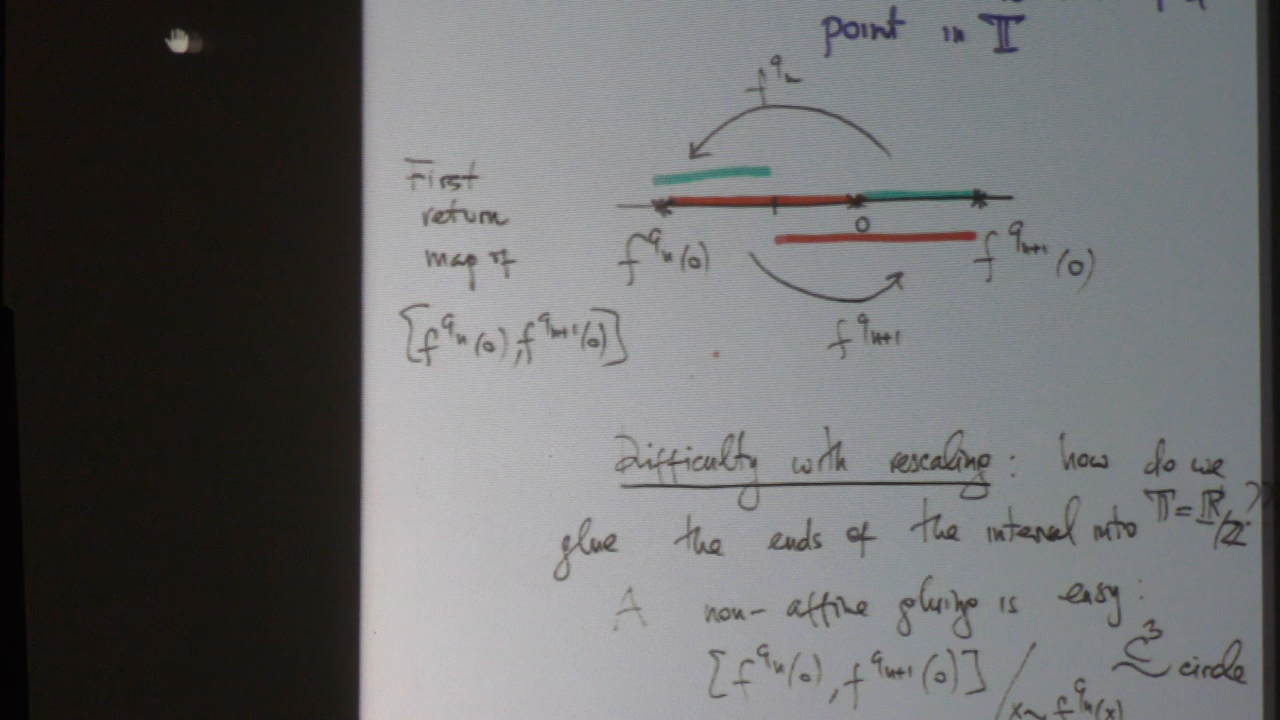 point in 𝕋
f^{q_n}
First
return
map of
[f^{q_n}(0), f^{q_{n+1}}(0)]
0
f^{q_n}(0)
f^{q_{n+1}}(0)
f^{q_{n+1}}
Difficulty with rescaling: how do we
glue the ends of the interval into 𝕋=ℝ/ℤ?
A non-affine gluing is easy:
[f^{q_n}(0), f^{q_{n+1}}(0)] / x~f^{q_n}(x) C³ circle